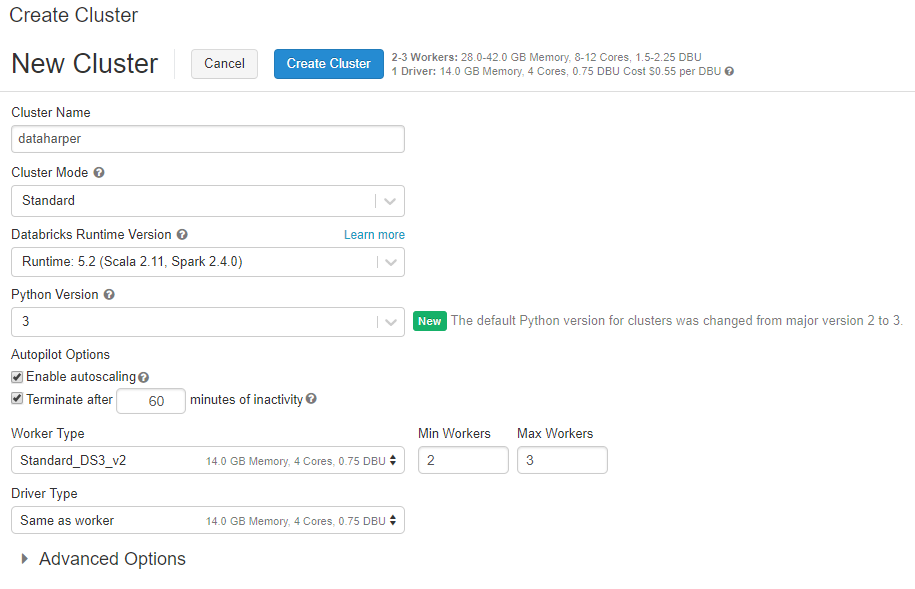 Create Cluster
New Cluster
Cancel
Create Cluster
2-3 Workers: 28.0-42.0 GB Memory, 8-12 Cores, 1.5-2.25 DBU
1 Driver: 14.0 GB Memory, 4 Cores, 0.75 DBU Cost $0.55 per DBU ?
Cluster Name
dataharper
Cluster Mode ?
Standard
Databricks Runtime Version ? Learn more
Runtime: 5.2 (Scala 2.11, Spark 2.4.0)
Python Version ?
3
New The default Python version for clusters was changed from major version 2 to 3.
Autopilot Options
Enable autoscaling ?
Terminate after 60 minutes of inactivity ?
Worker Type Min Workers Max Workers
Standard_DS3_v2 14.0 GB Memory, 4 Cores, 0.75 DBU 2 3
Driver Type
Same as worker 14.0 GB Memory, 4 Cores, 0.75 DBU
Advanced Options